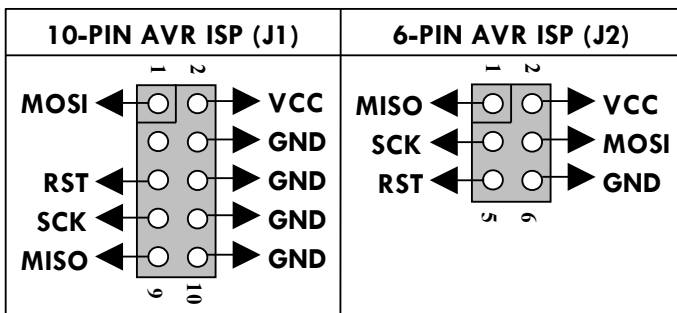 10-PIN AVR ISP (J1)
1 2
MOSI VCC
GND
RST GND
SCK GND
MISO GND
9 10
6-PIN AVR ISP (J2)
1 2
MISO VCC
SCK MOSI
RST GND
5 6